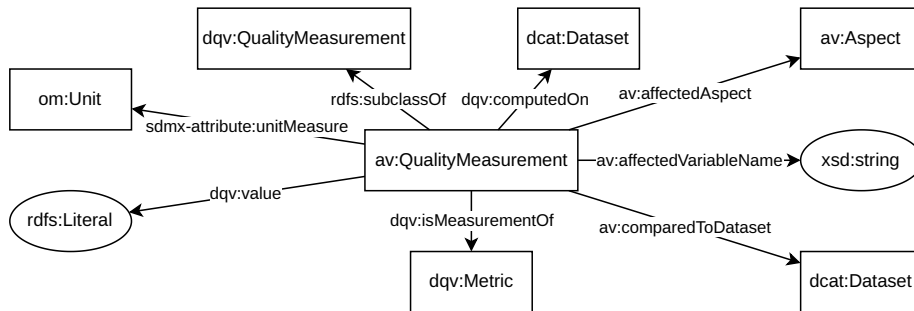 dqv:QualityMeasurement
dcat:Dataset
av:Aspect
om:Unit
rdfs:subclassOf
dqv:computedOn
av:affectedAspect
sdmx-attribute:unitMeasure
av:QualityMeasurement
av:affectedVariableName
xsd:string
dqv:value
rdfs:Literal
dqv:isMeasurementOf
av:comparedToDataset
dqv:Metric
dcat:Dataset